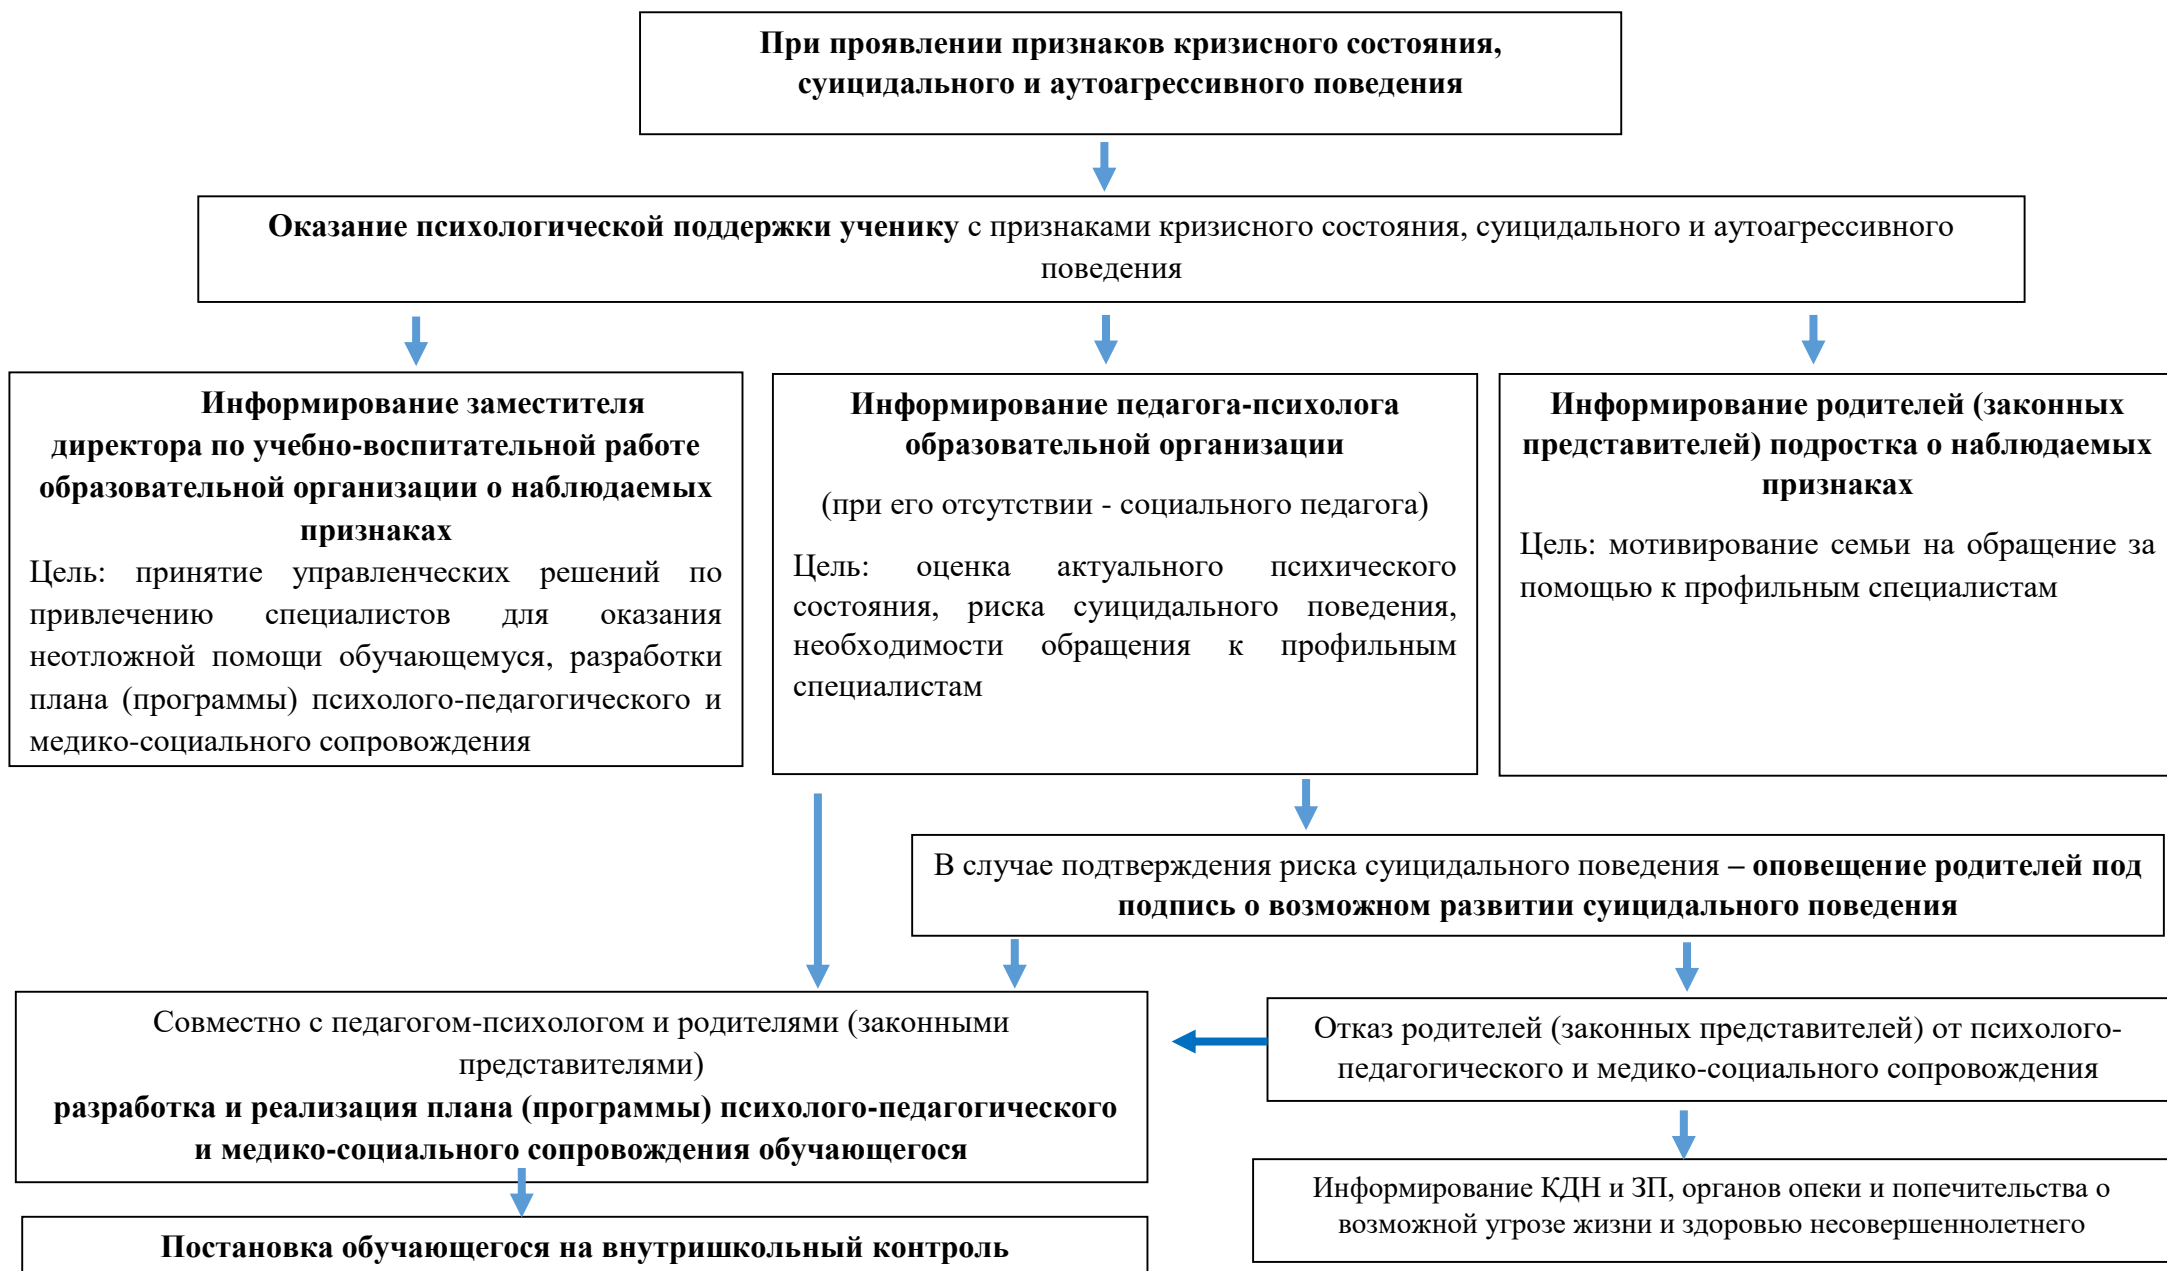 При проявлении признаков кризисного состояния,
суицидального и аутоагрессивного поведения
Оказание психологической поддержки ученику с признаками кризисного состояния, суицидального и аутоагрессивного
поведения
Информирование заместителя
директора по учебно-воспитательной работе
образовательной организации о наблюдаемых
признаках
Цель: принятие управленческих решений по
привлечению специалистов для оказания
неотложной помощи обучающемуся, разработки
плана (программы) психолого-педагогического и
медико-социального сопровождения
Информирование педагога-психолога
образовательной организации
(при его отсутствии - социального педагога)
Цель: оценка актуального психического
состояния, риска суицидального поведения,
необходимости обращения к профильным
специалистам
Информирование родителей (законных
представителей) подростка о наблюдаемых
признаках
Цель: мотивирование семьи на обращение за
помощью к профильным специалистам
В случае подтверждения риска суицидального поведения – оповещение родителей под
подпись о возможном развитии суицидального поведения
Совместно с педагогом-психологом и родителями (законными
представителями)
разработка и реализация плана (программы) психолого-педагогического
и медико-социального сопровождения обучающегося
Отказ родителей (законных представителей) от психолого-
педагогического и медико-социального сопровождения
Информирование КДН и ЗП, органов опеки и попечительства о
возможной угрозе жизни и здоровью несовершеннолетнего
Постановка обучающегося на внутришкольный контроль